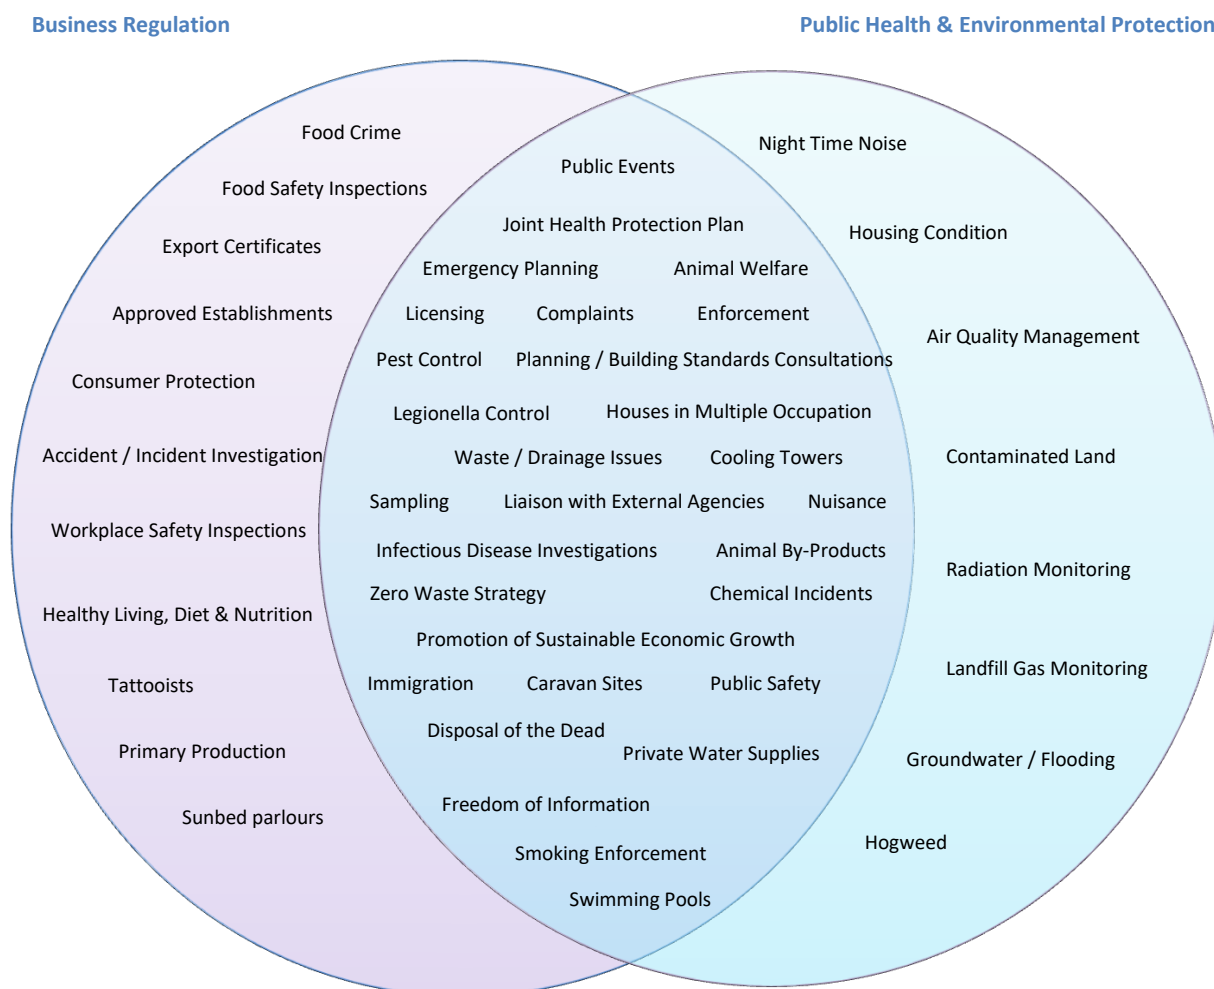 Business Regulation
Public Health & Environmental Protection
Food Crime
Food Safety Inspections
Export Certificates
Approved Establishments
Consumer Protection
Accident / Incident Investigation
Workplace Safety Inspections
Healthy Living, Diet & Nutrition
Tattooists
Primary Production
Sunbed parlours
Public Events
Joint Health Protection Plan
Emergency Planning
Animal Welfare
Licensing
Complaints
Enforcement
Pest Control
Planning / Building Standards Consultations
Legionella Control
Houses in Multiple Occupation
Waste / Drainage Issues
Cooling Towers
Sampling
Liaison with External Agencies
Nuisance
Infectious Disease Investigations
Animal By-Products
Zero Waste Strategy
Chemical Incidents
Promotion of Sustainable Economic Growth
Immigration
Caravan Sites
Public Safety
Disposal of the Dead
Private Water Supplies
Freedom of Information
Smoking Enforcement
Swimming Pools
Night Time Noise
Housing Condition
Air Quality Management
Contaminated Land
Radiation Monitoring
Landfill Gas Monitoring
Groundwater / Flooding
Hogweed